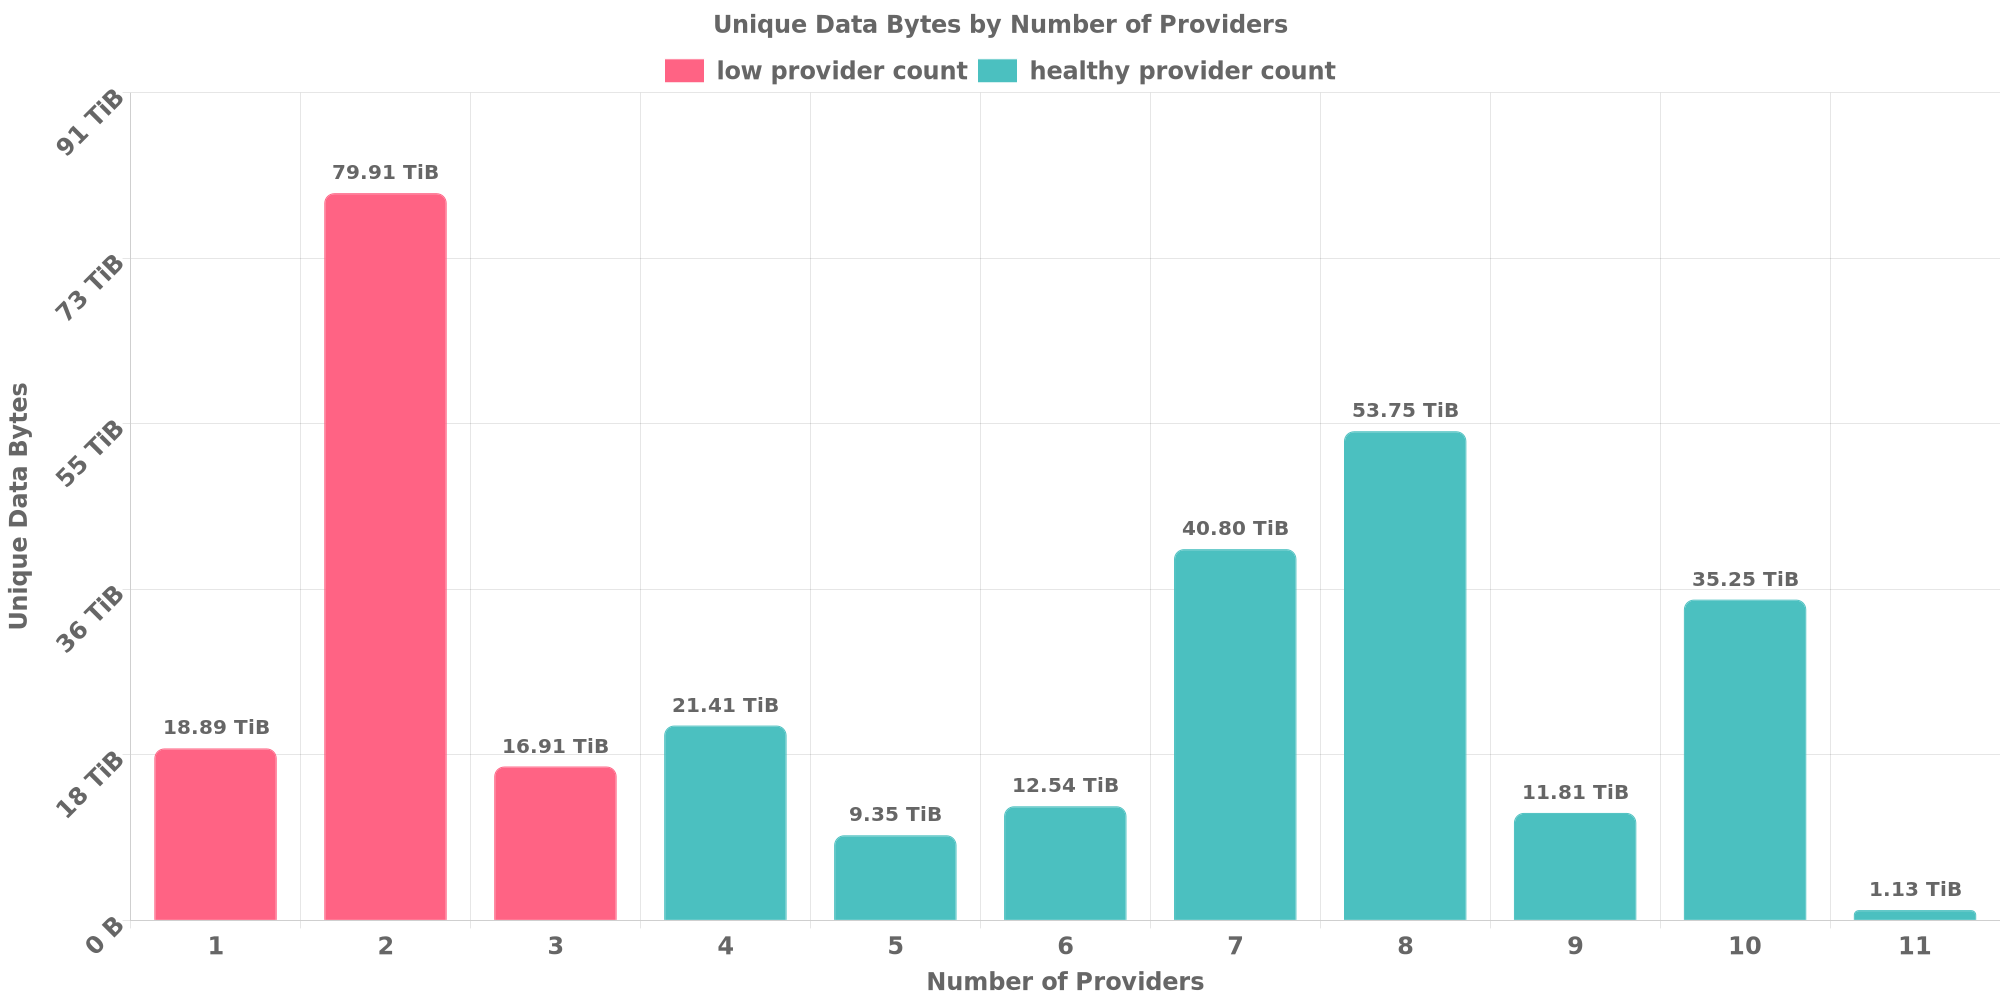 Unique Data Bytes by Number of Providers
low provider count
healthy provider count
Unique Data Bytes
91 TiB
73 TiB
55 TiB
36 TiB
18 TiB
0 B
18.89 TiB
79.91 TiB
16.91 TiB
21.41 TiB
9.35 TiB
12.54 TiB
40.80 TiB
53.75 TiB
11.81 TiB
35.25 TiB
1.13 TiB
1
2
3
4
5
6
7
8
9
10
11
Number of Providers